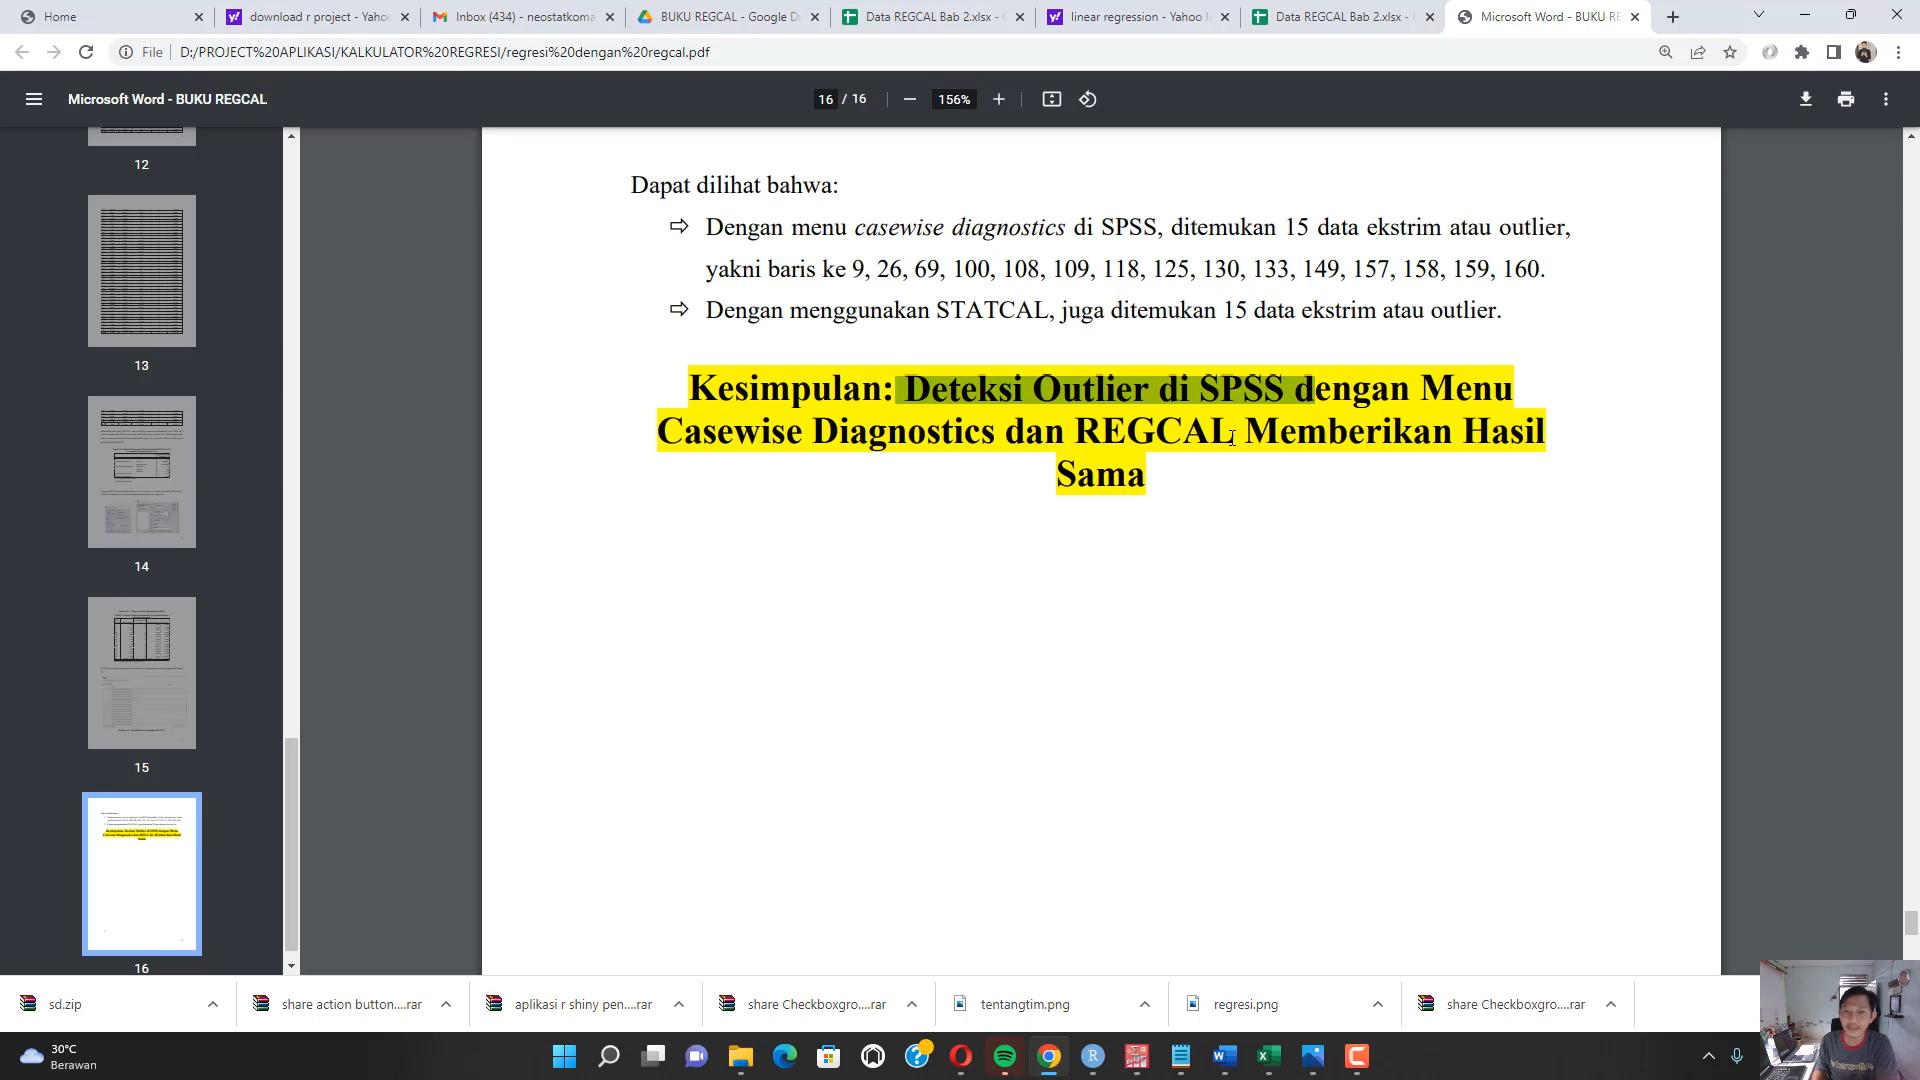 Home
download r project - Yaho
Inbox (434) - neostatkoma
BUKU REGCAL - Google D
Data REGCAL Bab 2.xlsx -
linear regression - Yahoo
Data REGCAL Bab 2.xlsx -
Microsoft Word - BUKU RE
File
D:/PROJECT%20APLIKASI/KALKULATOR%20REGRESI/regresi%20dengan%20regcal.pdf
Microsoft Word - BUKU REGCAL
16 / 16
156%
12
13
14
15
16
Dapat dilihat bahwa:
Dengan menu casewise diagnostics di SPSS, ditemukan 15 data ekstrim atau outlier,
yakni baris ke 9, 26, 69, 100, 108, 109, 118, 125, 130, 133, 149, 157, 158, 159, 160.
Dengan menggunakan STATCAL, juga ditemukan 15 data ekstrim atau outlier.
Kesimpulan: Deteksi Outlier di SPSS dengan Menu
Casewise Diagnostics dan REGCAL Memberikan Hasil
Sama
sd.zip
share action button....rar
aplikasi r shiny pen....rar
share Checkboxgro....rar
tentangtim.png
regresi.png
share Checkboxgro....rar
30°C
Berawan